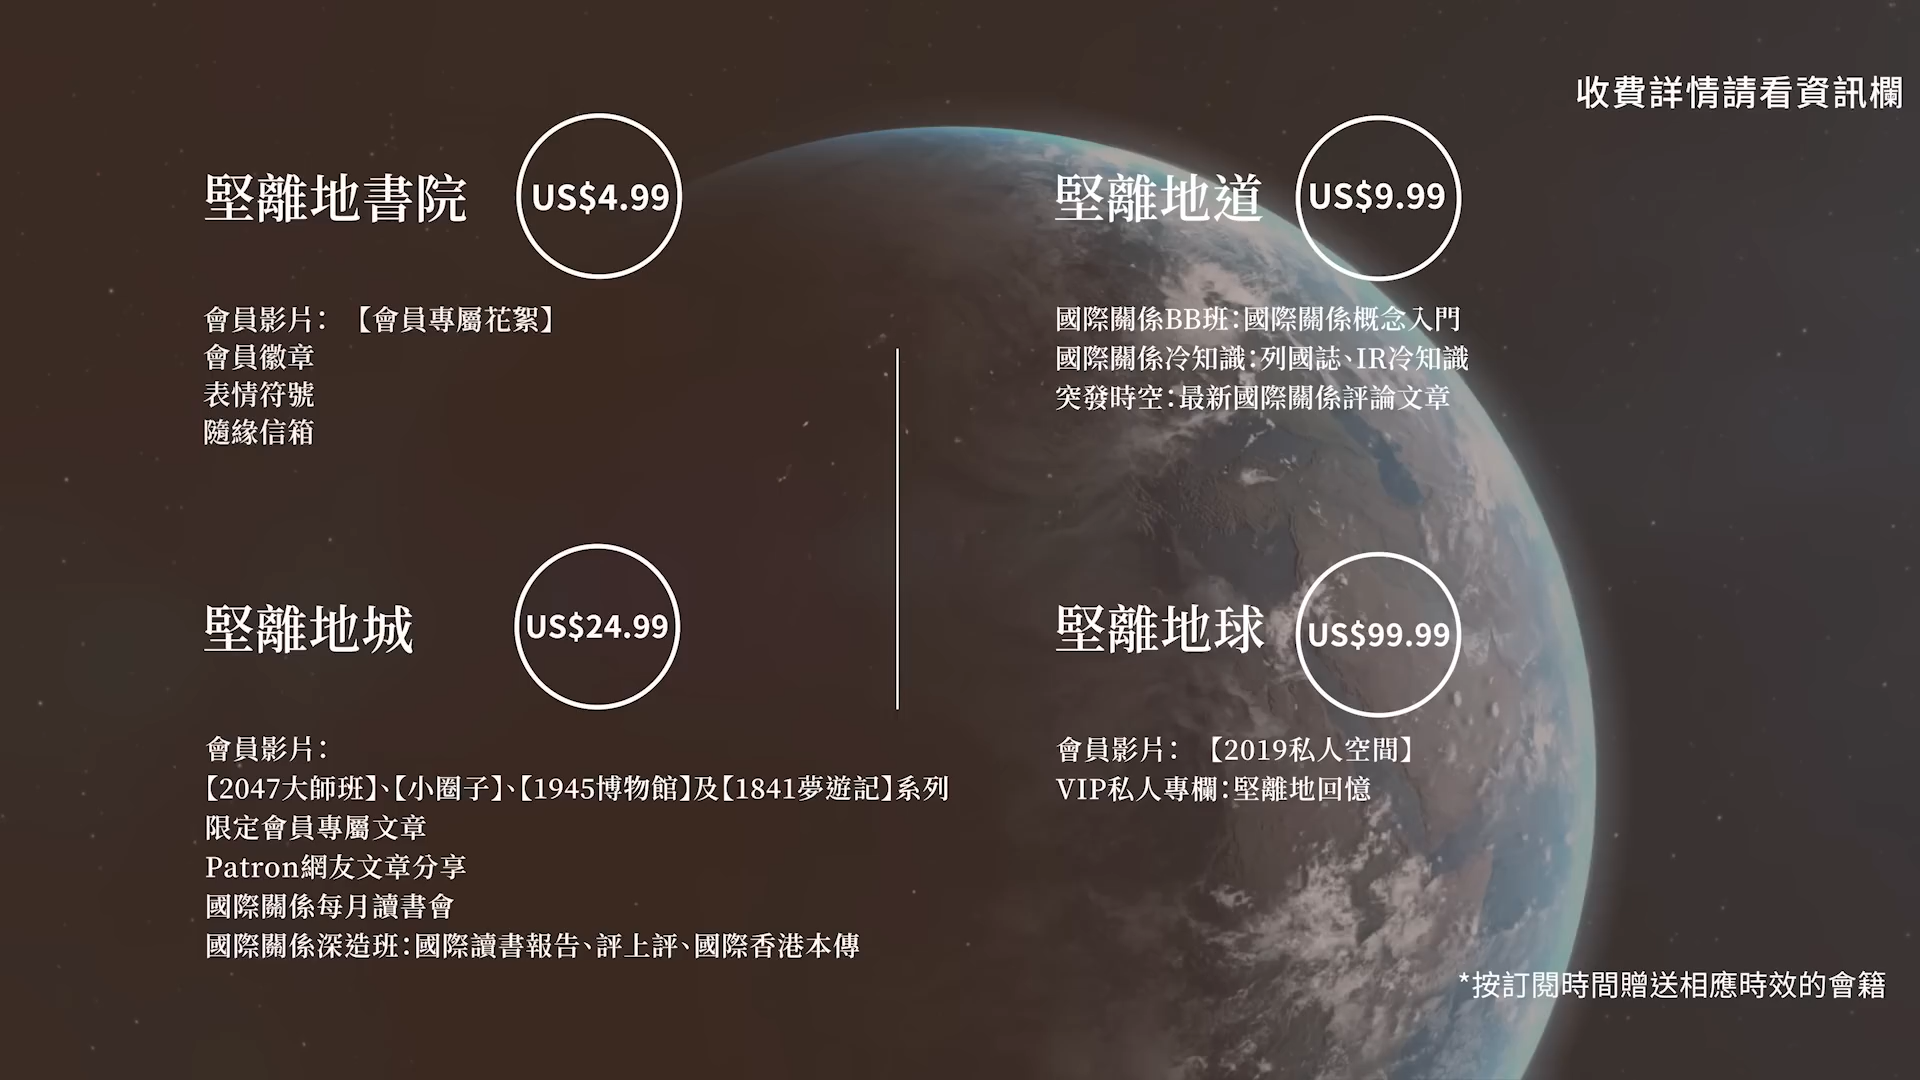 收費詳情請看資訊欄
堅離地書院
US$4.99
會員影片：【會員專屬花絮】
會員徽章
表情符號
隨緣信箱
堅離地道
US$9.99
國際關係BB班：國際關係概念入門
國際關係冷知識：列國誌、IR冷知識
突發時空：最新國際關係評論文章
堅離地城
US$24.99
會員影片：
【2047大師班】、【小圈子】、【1945博物館】及【1841夢遊記】系列
限定會員專屬文章
Patron網友文章分享
國際關係每月讀書會
國際關係深造班：國際讀書報告、評上評、國際香港本傳
堅離地球
US$99.99
會員影片：【2019私人空間】
VIP私人專欄：堅離地回憶
*按訂閱時間贈送相應時效的會籍